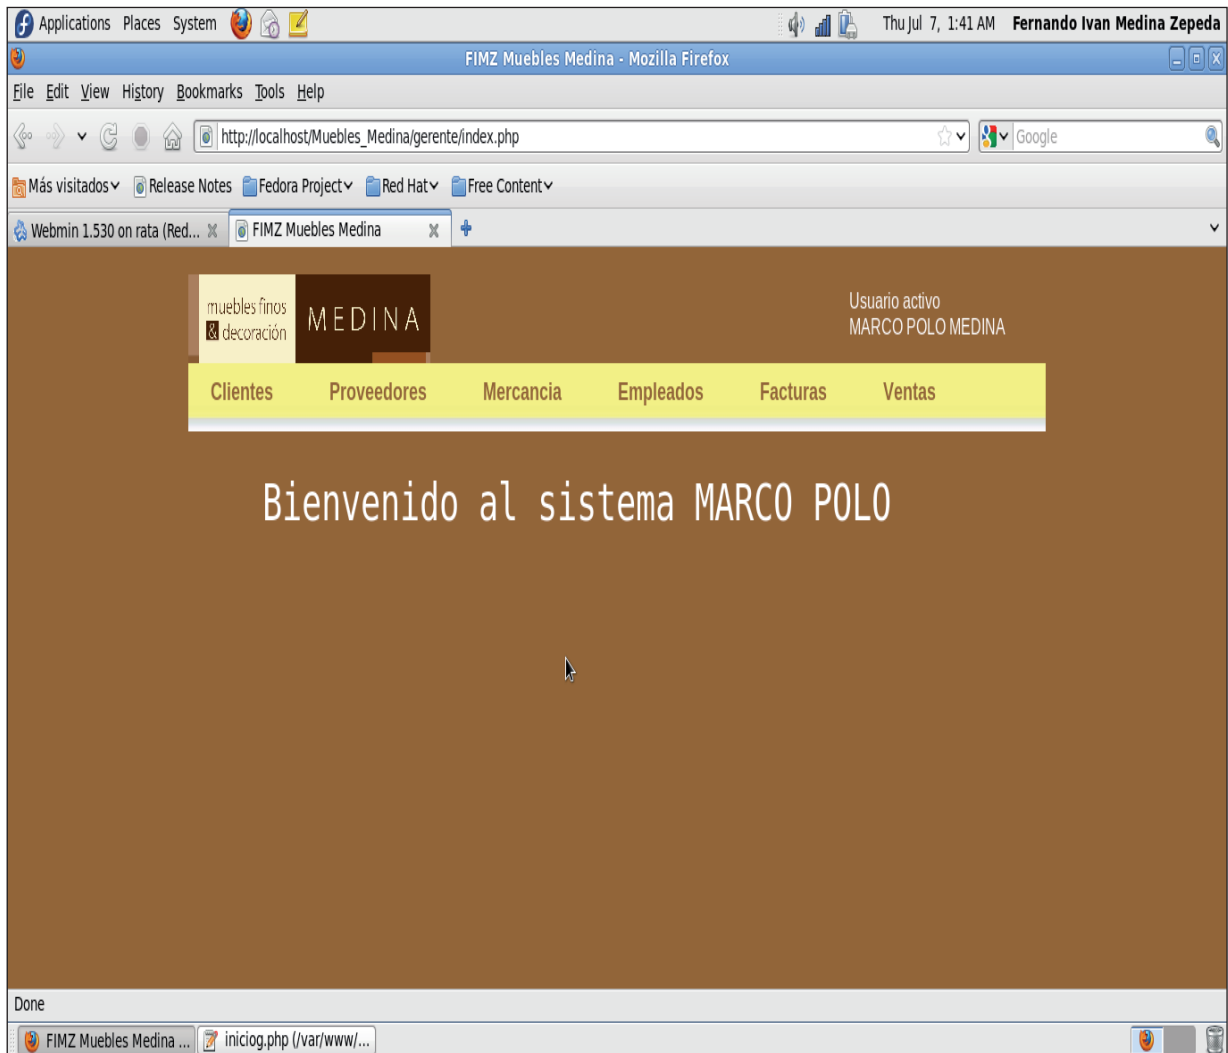 Applications Places System Thu Jul 7, 1:41 AM Fernando Ivan Medina Zepeda
FIMZ Muebles Medina - Mozilla Firefox
File Edit View History Bookmarks Tools Help
http://localhost/Muebles_Medina/gerente/index.php Google
Más visitados Release Notes Fedora Project Red Hat Free Content
Webmin 1.530 on rata (Red... FIMZ Muebles Medina
muebles finos
& decoración
MEDINA
Usuario activo
MARCO POLO MEDINA
Clientes Proveedores Mercancia Empleados Facturas Ventas
Bienvenido al sistema MARCO POLO
Done
FIMZ Muebles Medina ... iniciog.php (/var/www/...